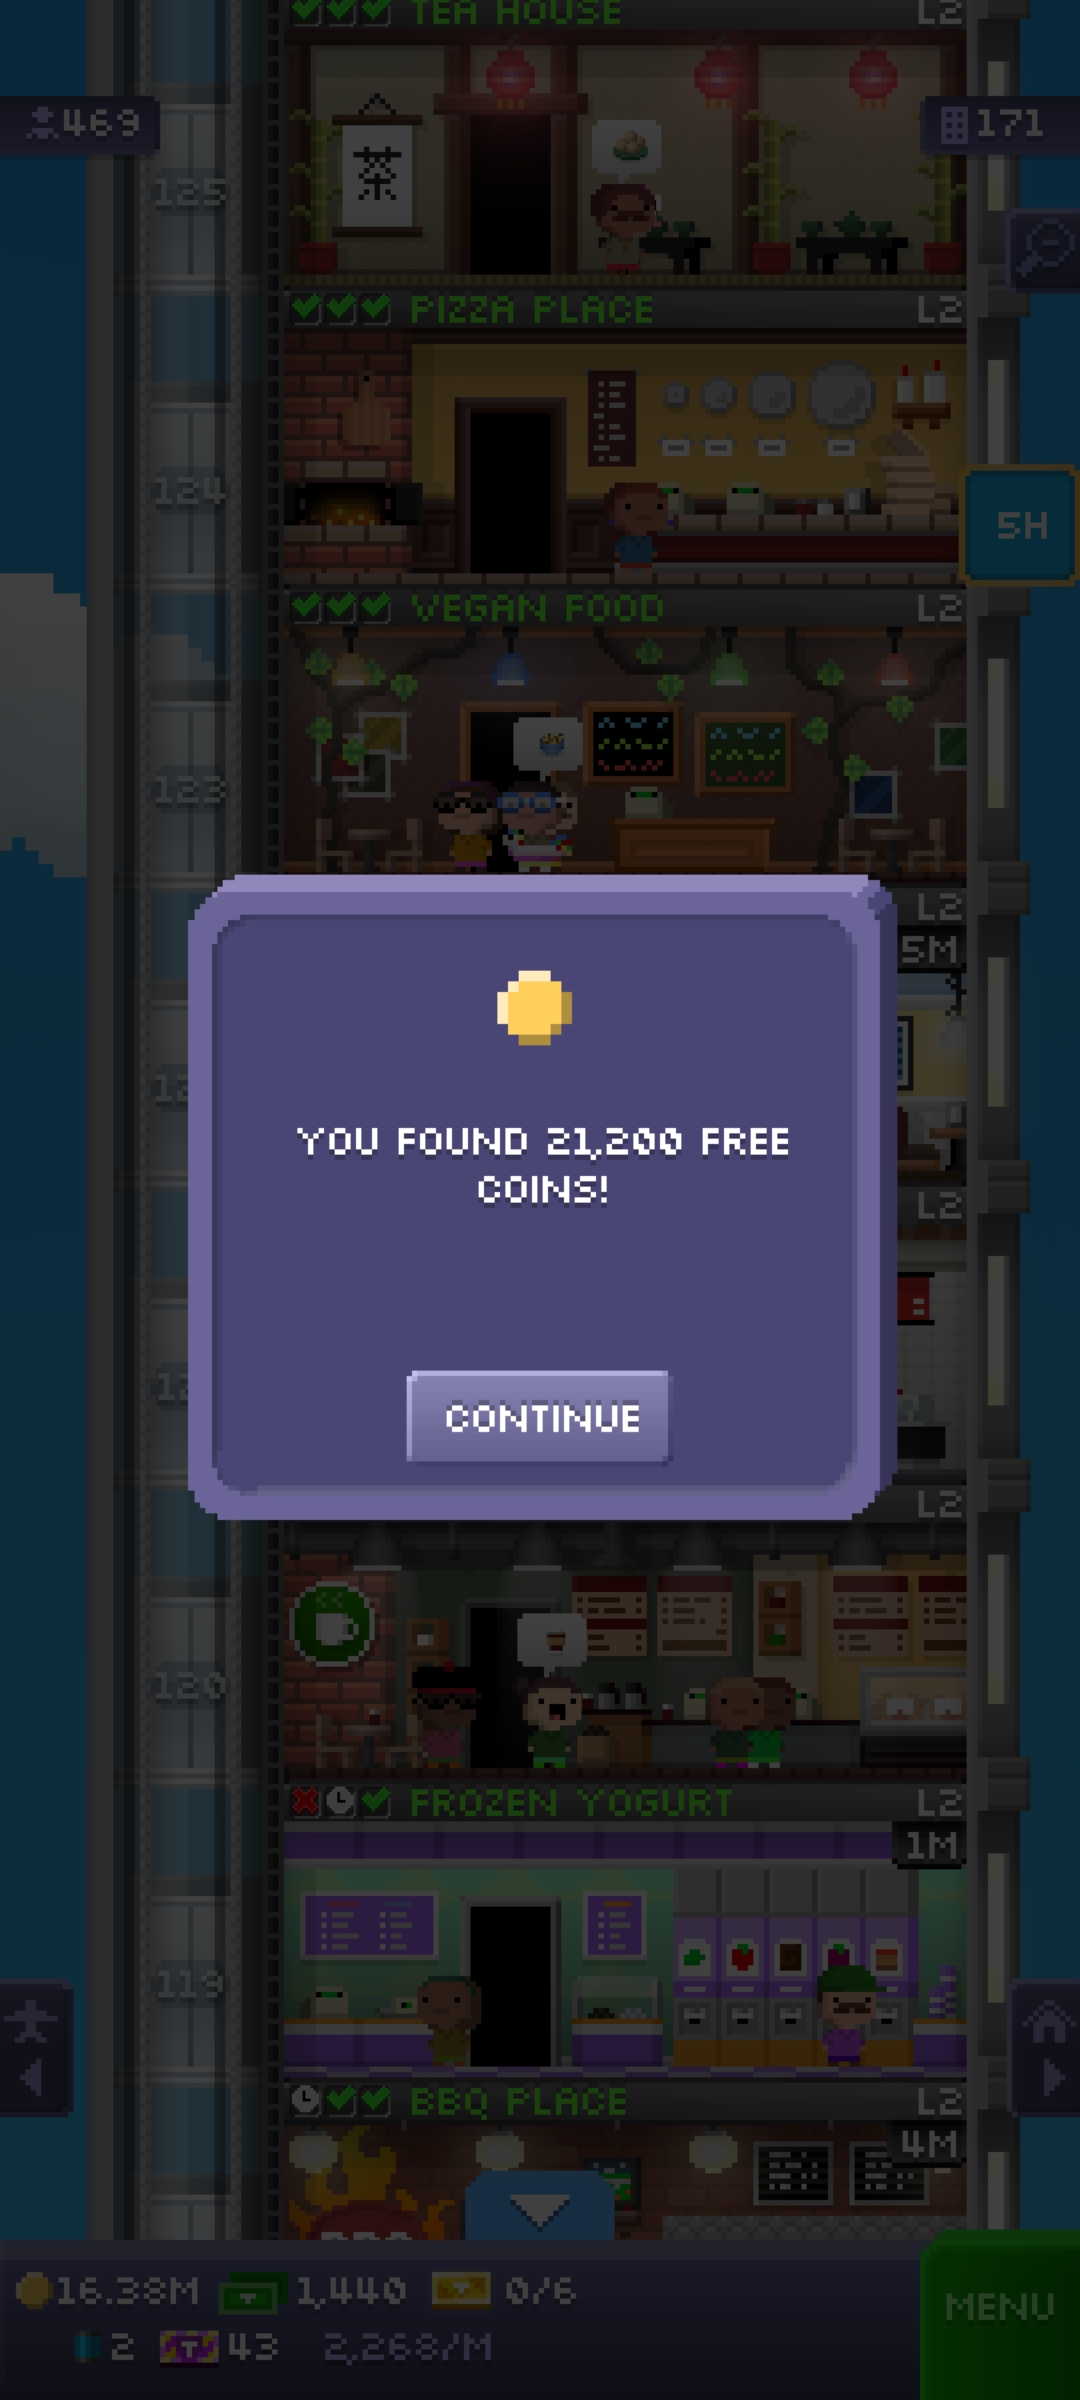 TEA HOUSE L2
469
171
125
茶
PIZZA PLACE L2
124
5H
VEGAN FOOD L2
123
L2
5M
YOU FOUND 21,200 FREE
COINS!
L2
CONTINUE
L2
120
FROZEN YOGURT L2
1M
119
BBQ PLACE L2
4M
16.38M 1,440 0/6
MENU
2 43 2,268/M